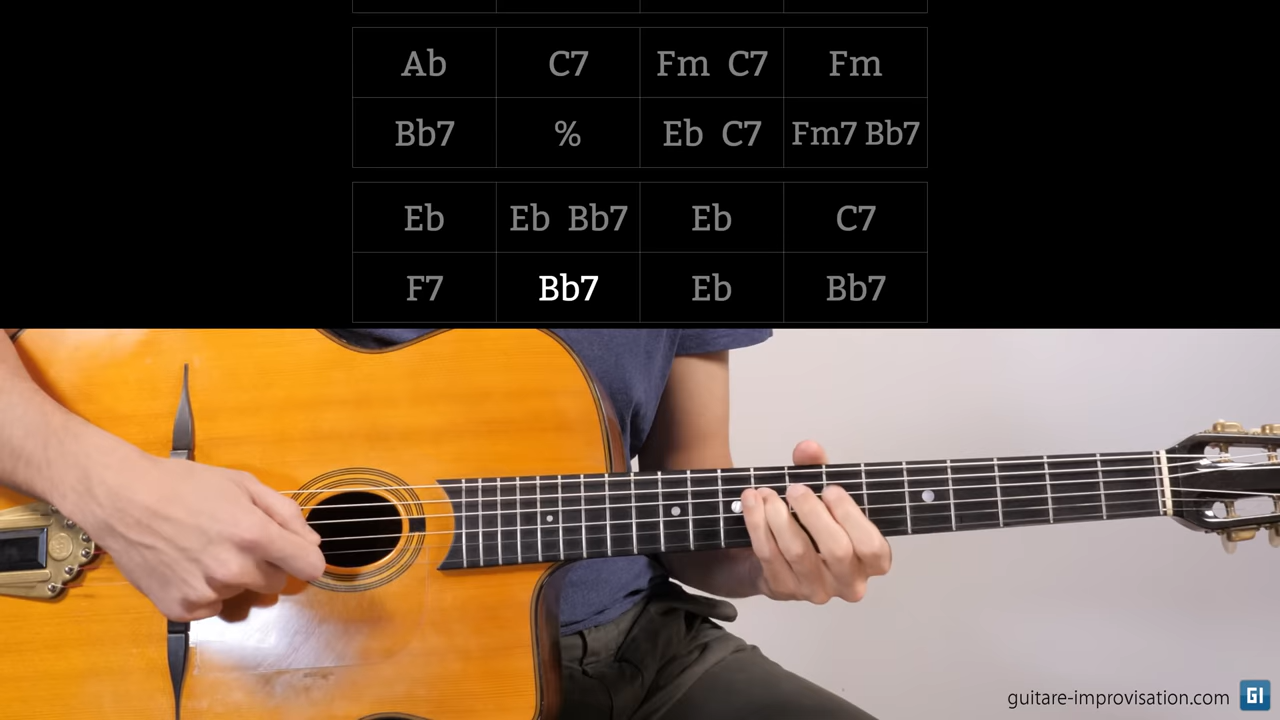 Ab C7 Fm C7 Fm
Bb7 % Eb C7 Fm7 Bb7
Eb Eb Bb7 Eb C7
F7 Bb7 Eb Bb7
guitare-improvisation.com GI